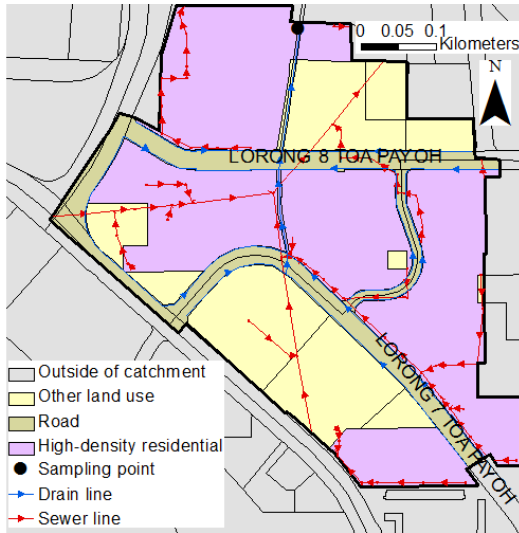 0 0.05 0.1
Kilometers
N
LORONG 8 TOA PAYOH
LORONG 7 TOA PAYOH
Outside of catchment
Other land use
Road
High-density residential
Sampling point
Drain line
Sewer line